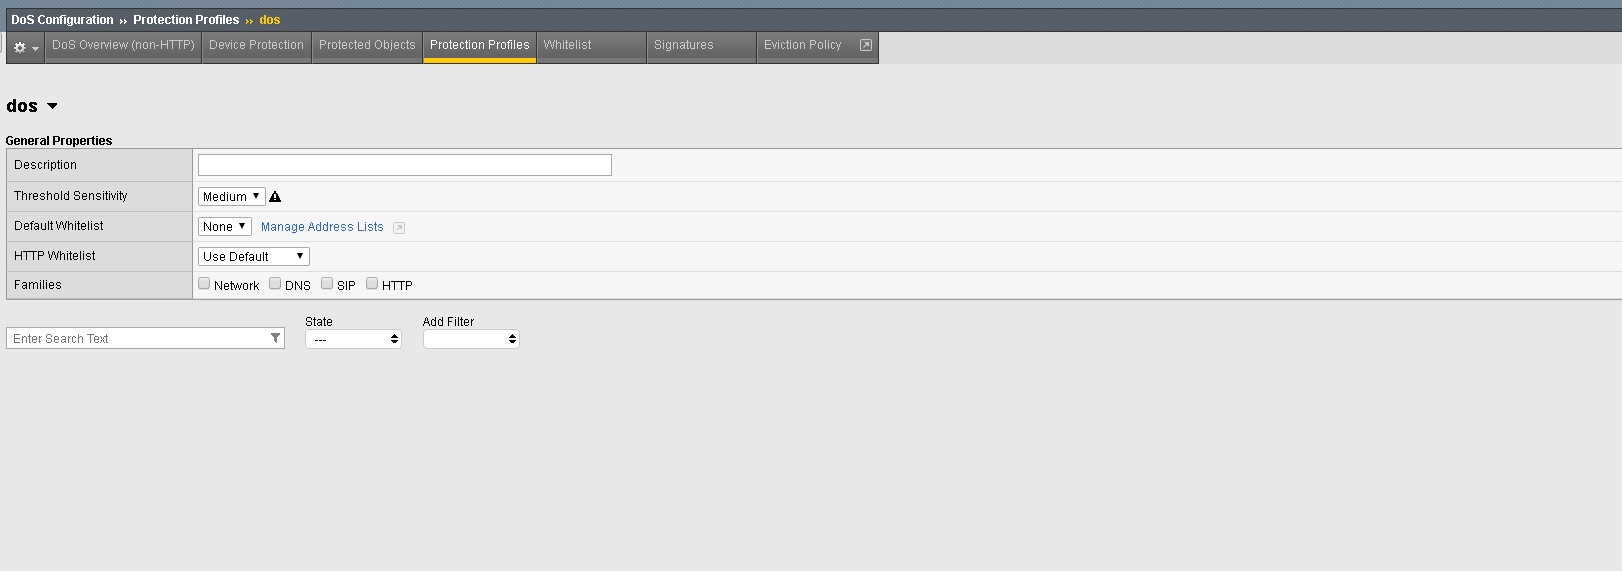 DoS Configuration ›› Protection Profiles ›› dos
DoS Overview (non-HTTP) Device Protection Protected Objects Protection Profiles Whitelist Signatures Eviction Policy
dos
General Properties
Description
Threshold Sensitivity Medium
Default Whitelist None Manage Address Lists
HTTP Whitelist Use Default
Families Network DNS SIP HTTP
State Add Filter
Enter Search Text ---